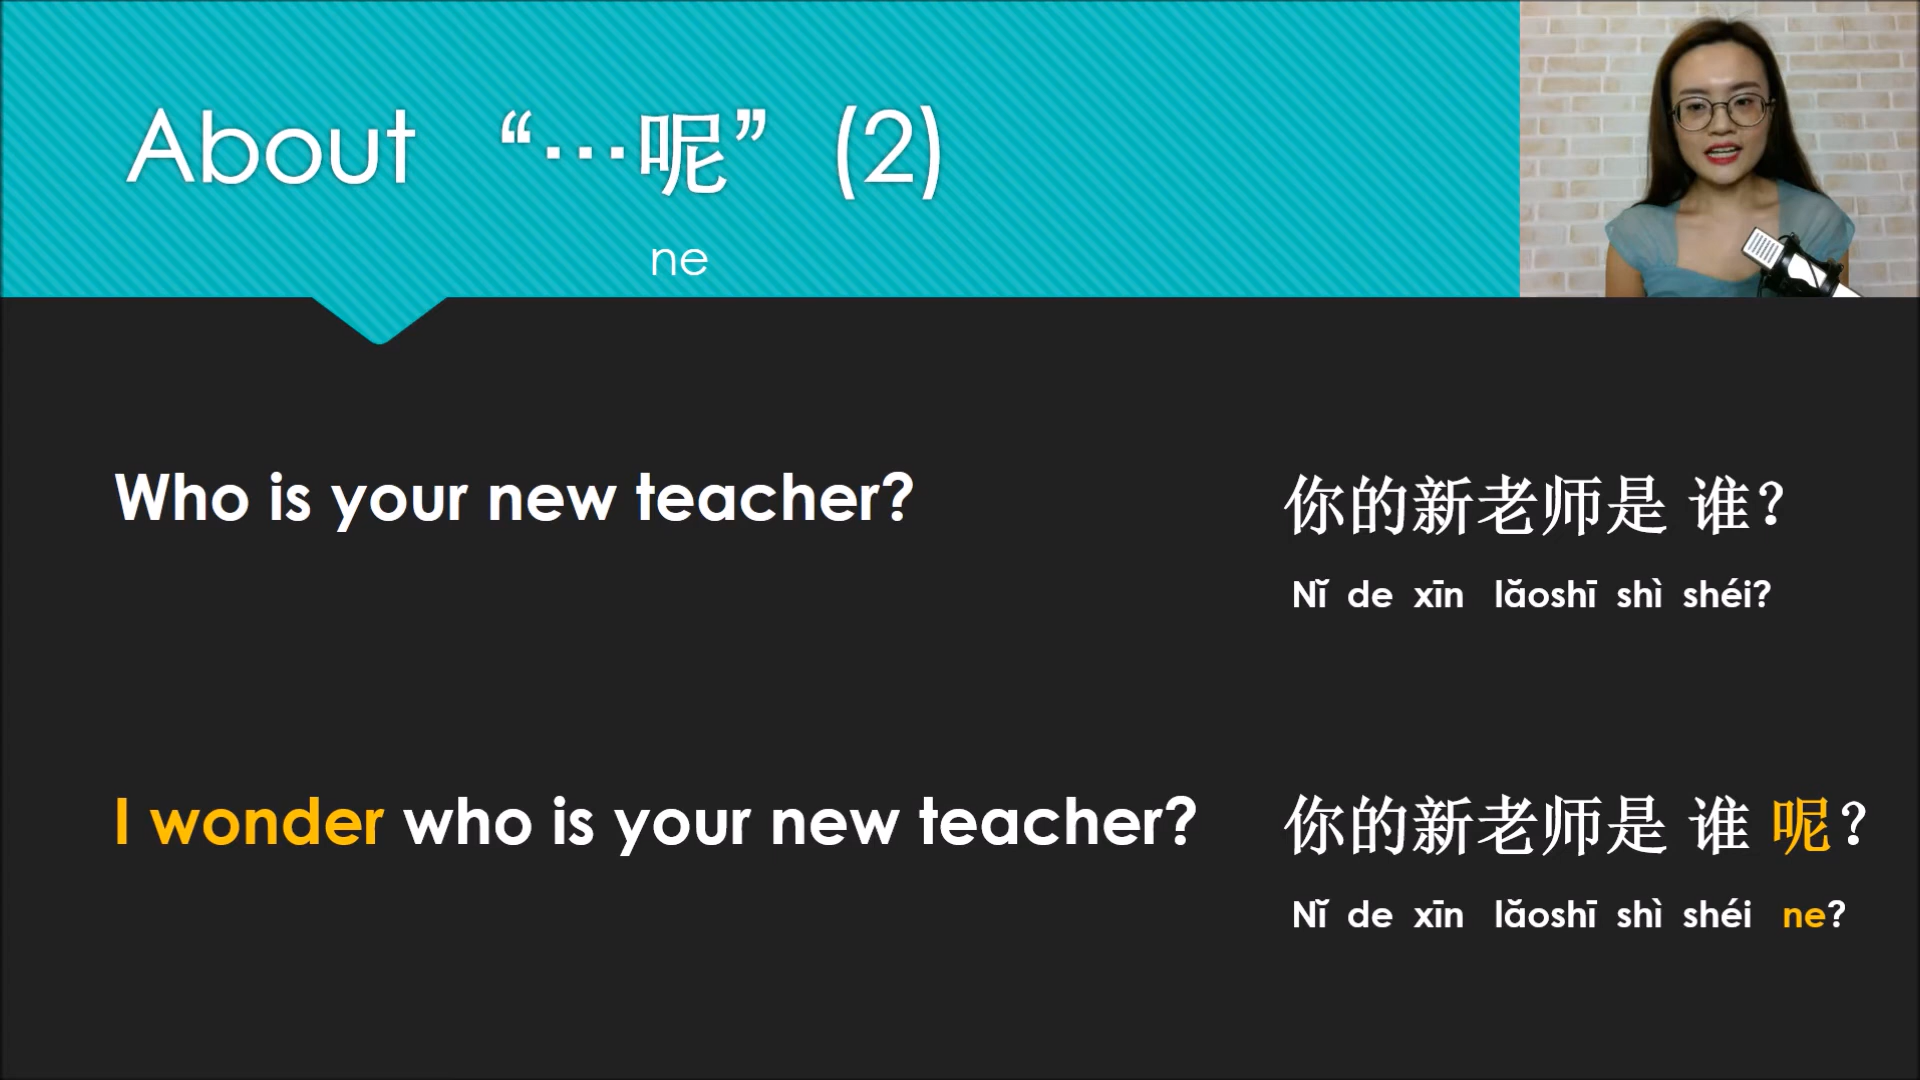 About “…呢” (2)
ne
Who is your new teacher?
你的新老师是 谁？
Nǐ de xīn lǎoshī shì shéi?
I wonder who is your new teacher?
你的新老师是 谁 呢？
Nǐ de xīn lǎoshī shì shéi ne?